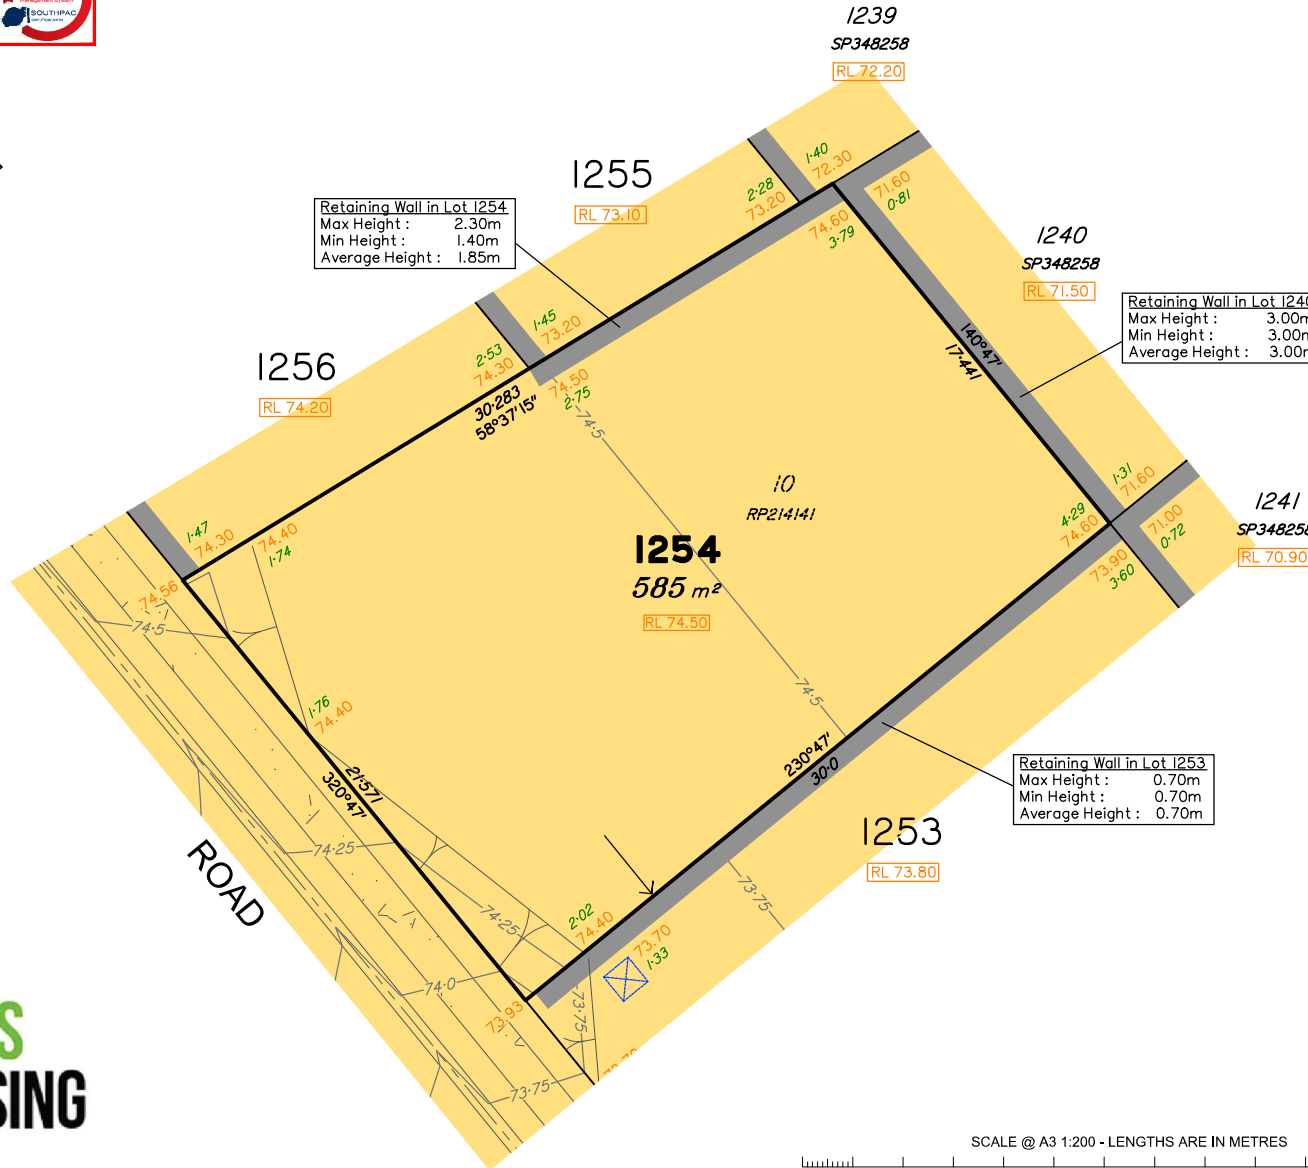 SOUTHPAC
certifications
1239
SP348258
RL 72.20
1255
RL 73.10
Retaining Wall in Lot 1254
Max Height : 2.30m
Min Height : 1.40m
Average Height : 1.85m
1·40
72.30
2·28
73.20
71.60
0·81
74.60
3·79
1240
SP348258
RL 71.50
Retaining Wall in Lot 1240
Max Height : 3.00m
Min Height : 3.00m
Average Height : 3.00m
140°47'
17·441
1·45
73.20
2·53
74.30
1256
RL 74.20
74.50
2·75
30·283
58°37'15"
74·5
10
RP214141
1254
585 m²
RL 74.50
1·31
71.60
4·29
74.60
71.00
0·72
73.90
3·60
1241
SP348258
RL 70.90
1·47
74.30
74.40
1·74
74.56
74·5
1·76
74.40
74·5
21·571
320°47'
230°47'
30·0
Retaining Wall in Lot 1253
Max Height : 0.70m
Min Height : 0.70m
Average Height : 0.70m
1253
RL 73.80
74·25
ROAD
74·25
73·75
2·02
74.40
73.70
1·33
74·0
73·75
73.93
73·75
S
SING
SCALE @ A3 1:200 - LENGTHS ARE IN METRES